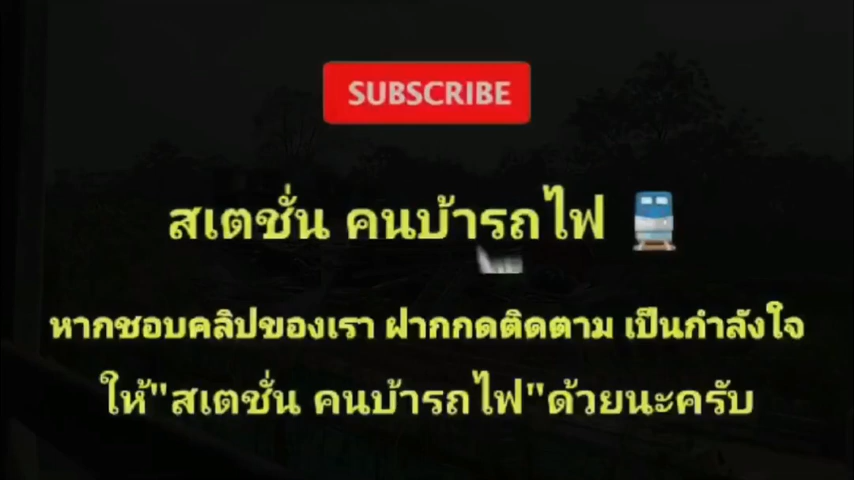 SUBSCRIBE
สเตชั่น คนบ้ารถไฟ 🚆
หากชอบคลิปของเรา ฝากกดติดตาม เป็นกำลังใจ
ให้"สเตชั่น คนบ้ารถไฟ"ด้วยนะครับ